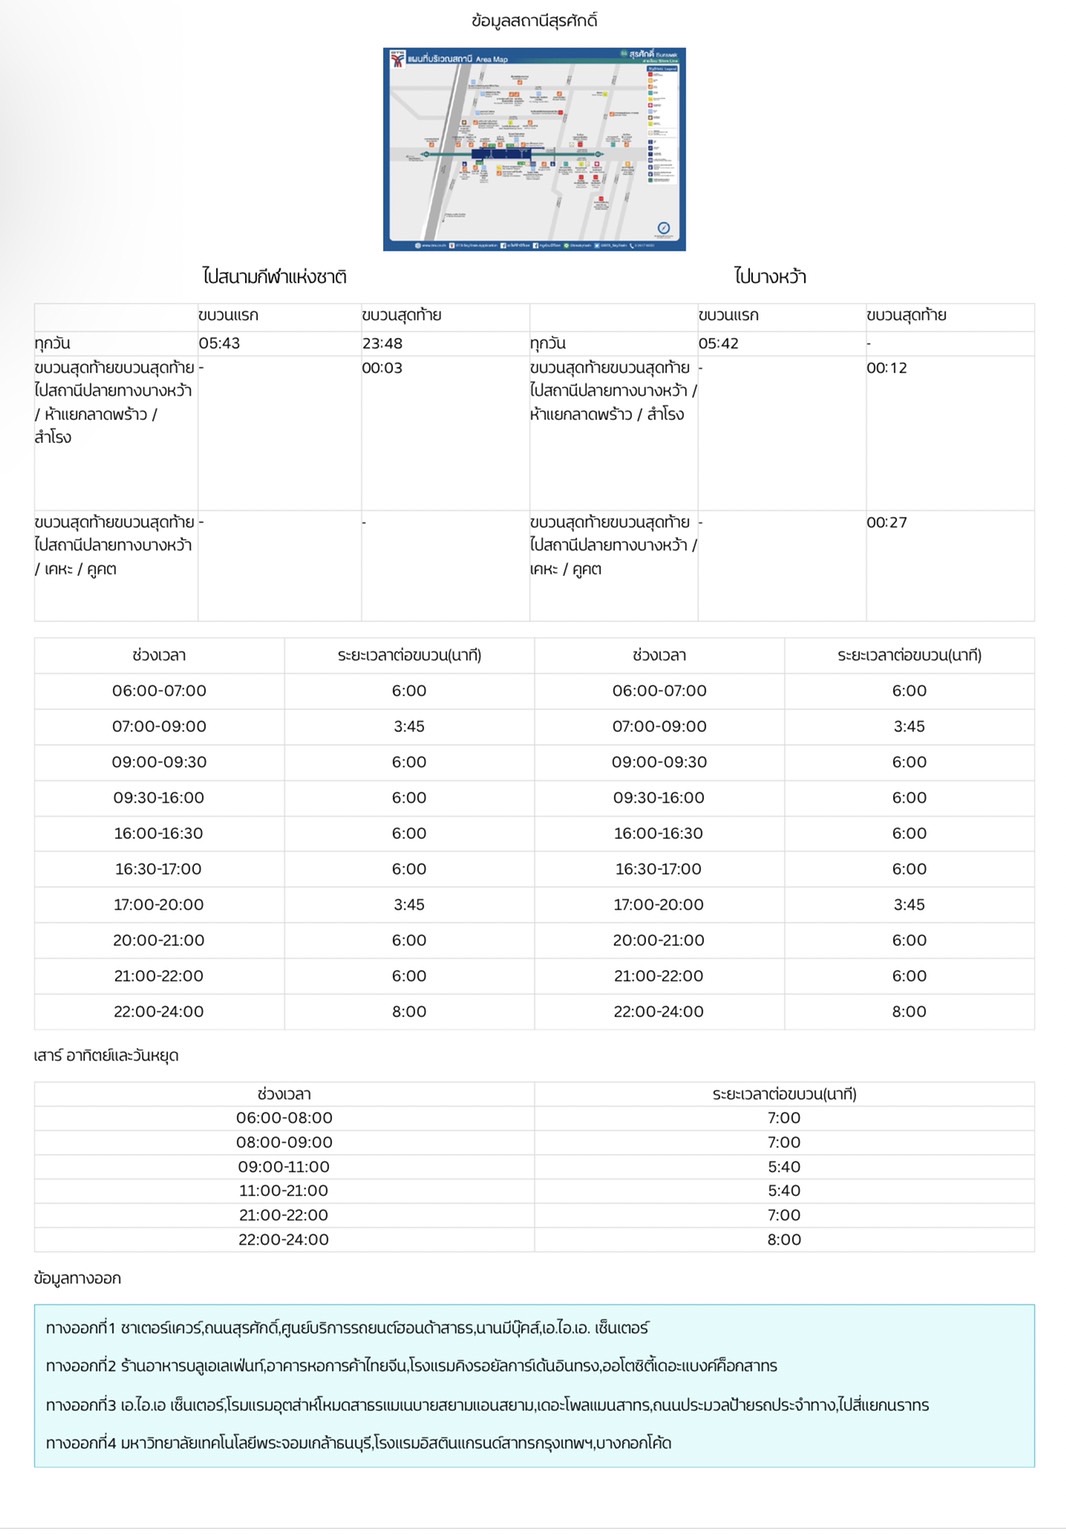 ข้อมูลสถานีสุรศักดิ์
แผนที่บริเวณสถานี Area Map
สุรศักดิ์
ไปสนามกีฬาแห่งชาติ ไปบางหว้า
ขบวนแรก ขบวนสุดท้าย ขบวนแรก ขบวนสุดท้าย
ทุกวัน 05:43 23:48 ทุกวัน 05:42 -
ขบวนสุดท้ายขบวนสุดท้าย - 00:03 ขบวนสุดท้ายขบวนสุดท้าย - 00:12
ไปสถานีปลายทางบางหว้า ไปสถานีปลายทางบางหว้า /
/ ห้าแยกลาดพร้าว / ห้าแยกลาดพร้าว / สำโรง
สำโรง
ขบวนสุดท้ายขบวนสุดท้าย - - ขบวนสุดท้ายขบวนสุดท้าย - 00:27
ไปสถานีปลายทางบางหว้า ไปสถานีปลายทางบางหว้า /
/ เคหะ / คูคต เคหะ / คูคต
ช่วงเวลา ระยะเวลาต่อขบวน(นาที) ช่วงเวลา ระยะเวลาต่อขบวน(นาที)
06:00-07:00 6:00 06:00-07:00 6:00
07:00-09:00 3:45 07:00-09:00 3:45
09:00-09:30 6:00 09:00-09:30 6:00
09:30-16:00 6:00 09:30-16:00 6:00
16:00-16:30 6:00 16:00-16:30 6:00
16:30-17:00 6:00 16:30-17:00 6:00
17:00-20:00 3:45 17:00-20:00 3:45
20:00-21:00 6:00 20:00-21:00 6:00
21:00-22:00 6:00 21:00-22:00 6:00
22:00-24:00 8:00 22:00-24:00 8:00
เสาร์ อาทิตย์และวันหยุด
ช่วงเวลา ระยะเวลาต่อขบวน(นาที)
06:00-08:00 7:00
08:00-09:00 7:00
09:00-11:00 5:40
11:00-21:00 5:40
21:00-22:00 7:00
22:00-24:00 8:00
ข้อมูลทางออก
ทางออกที่1 ชาเตอร์แควร์,ถนนสุรศักดิ์,ศูนย์บริการรถยนต์ฮอนด้าสาธร,นานมีบุ๊คส์,เอ.ไอ.เอ. เซ็นเตอร์
ทางออกที่2 ร้านอาหารบลูเอเลเฟ่นท์,อาคารหอการค้าไทยจีน,โรงแรมคิงรอยัลการ์เด้นอินทรง,ออโตซิตี้เดอะแบงค์ค็อกสาทร
ทางออกที่3 เอ.ไอ.เอ เซ็นเตอร์,โรมแรมอุตส่าห์โหมดสาธรแมเนบายสยามแอนสยาม,เดอะโพลแมนสาทร,ถนนประมวลป้ายรถประจำทาง,ไปสี่แยกนราทร
ทางออกที่4 มหาวิทยาลัยเทคโนโลยีพระจอมเกล้าธนบุรี,โรงแรมอิสตินแกรนด์สาทรกรุงเทพฯ,บางกอกโค้ด